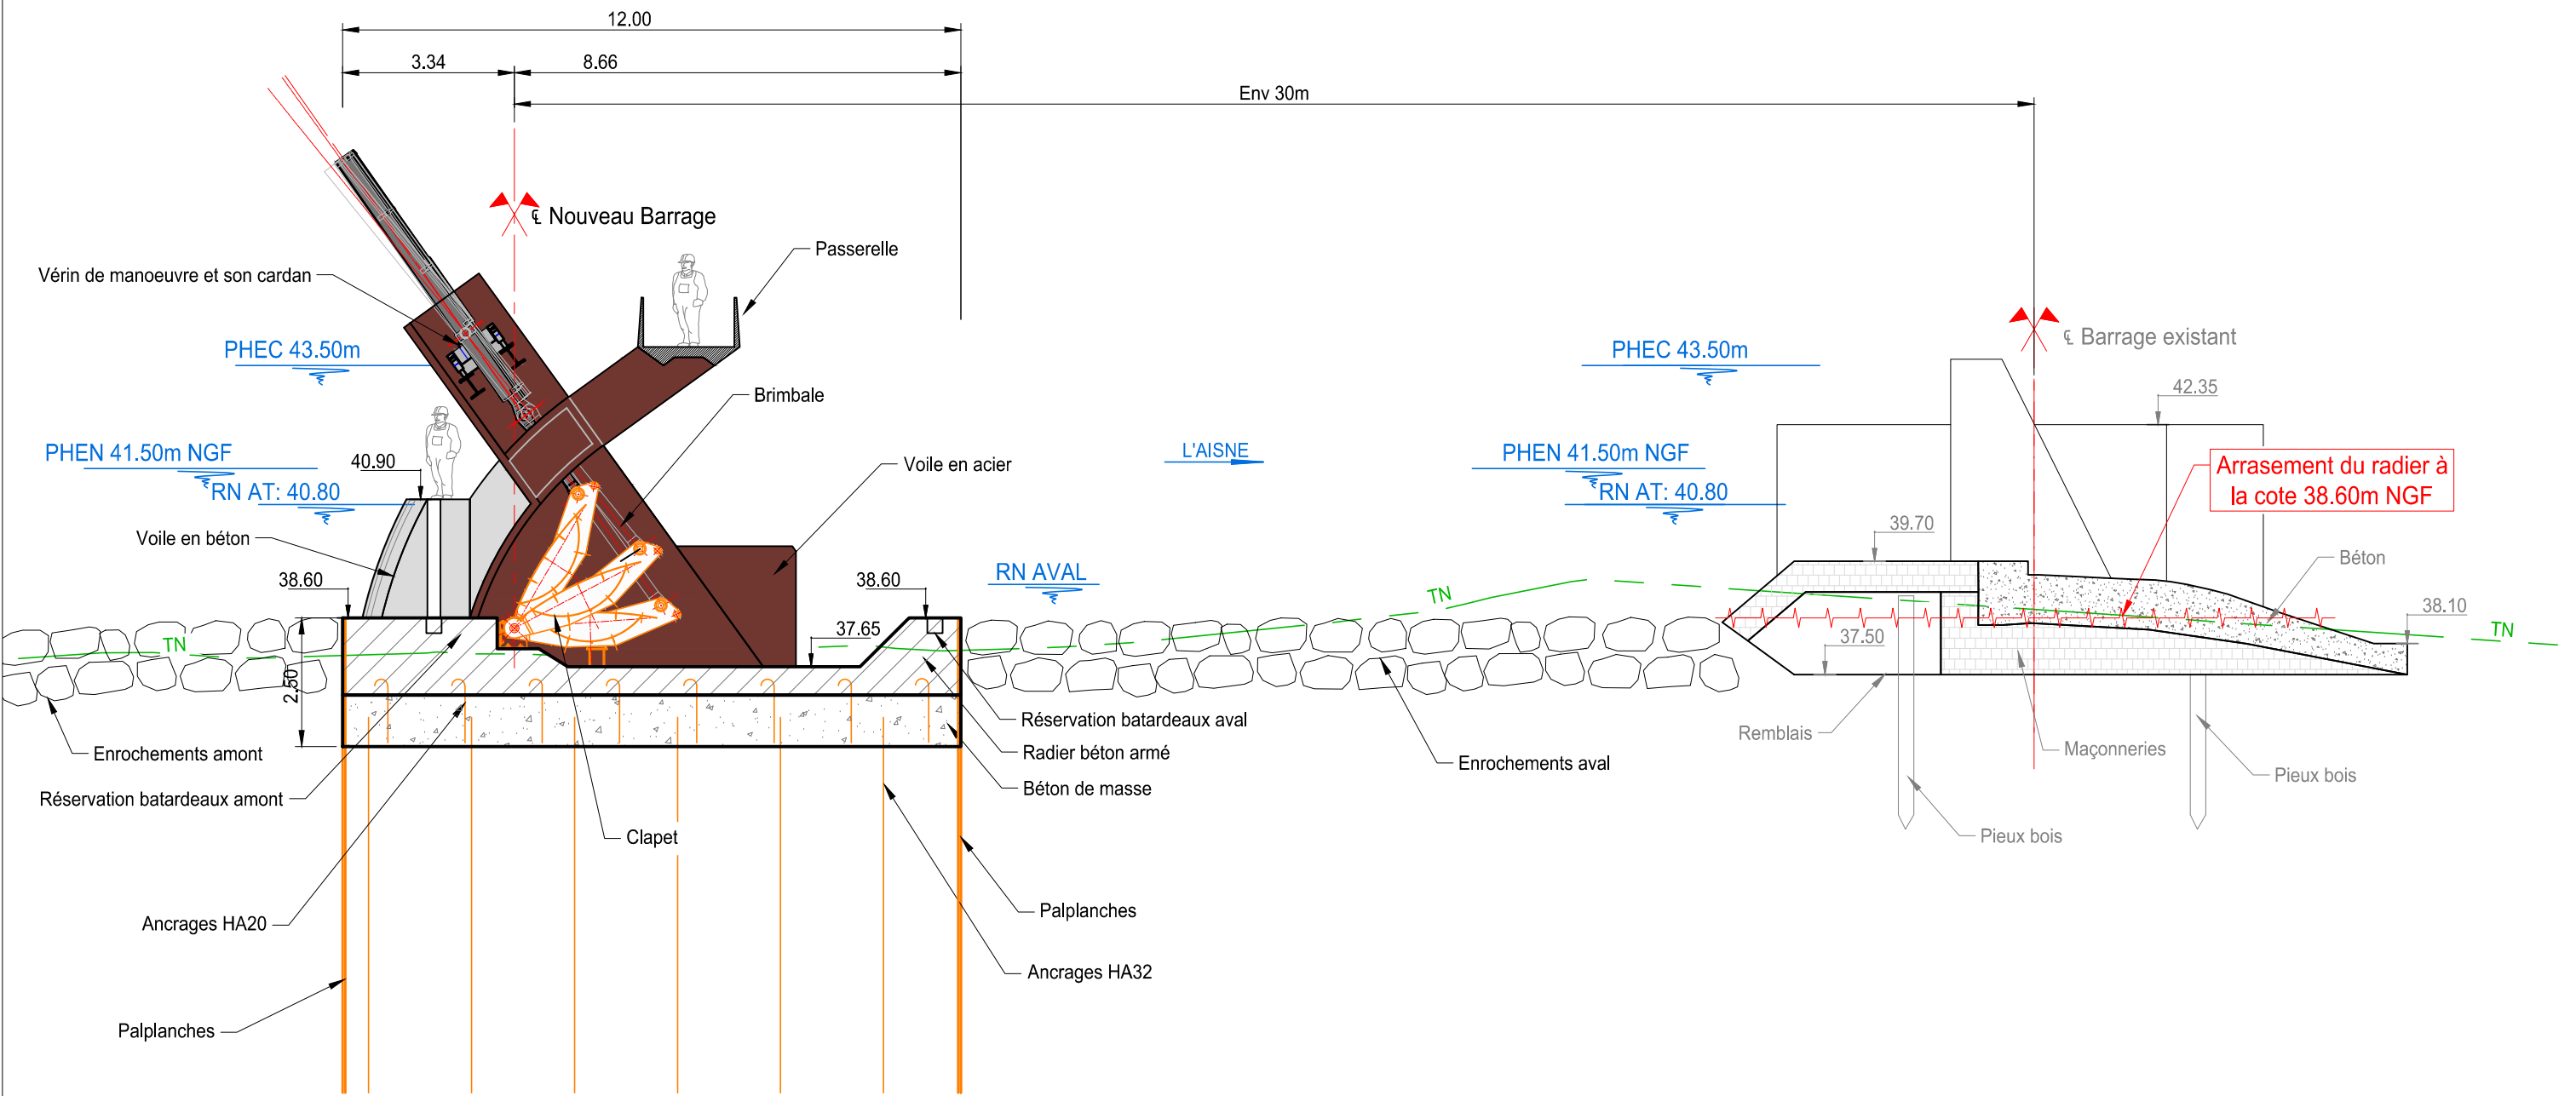 12.00
3.34
8.66
Env 30m
℄ Nouveau Barrage
Passerelle
Vérin de manoeuvre et son cardan
PHEC 43.50m
PHEC 43.50m
℄ Barrage existant
42.35
Brimbale
PHEN 41.50m NGF
40.90
RN AT: 40.80
Voile en acier
L'AISNE
PHEN 41.50m NGF
RN AT: 40.80
Arrasement du radier à
la cote 38.60m NGF
Voile en béton
39.70
Béton
38.60
38.60
RN AVAL
TN
38.10
TN
37.65
37.50
TN
2.50
Enrochements amont
Réservation batardeaux amont
Réservation batardeaux aval
Radier béton armé
Béton de masse
Enrochements aval
Remblais
Maçonneries
Pieux bois
Pieux bois
Clapet
Ancrages HA20
Palplanches
Ancrages HA32
Palplanches